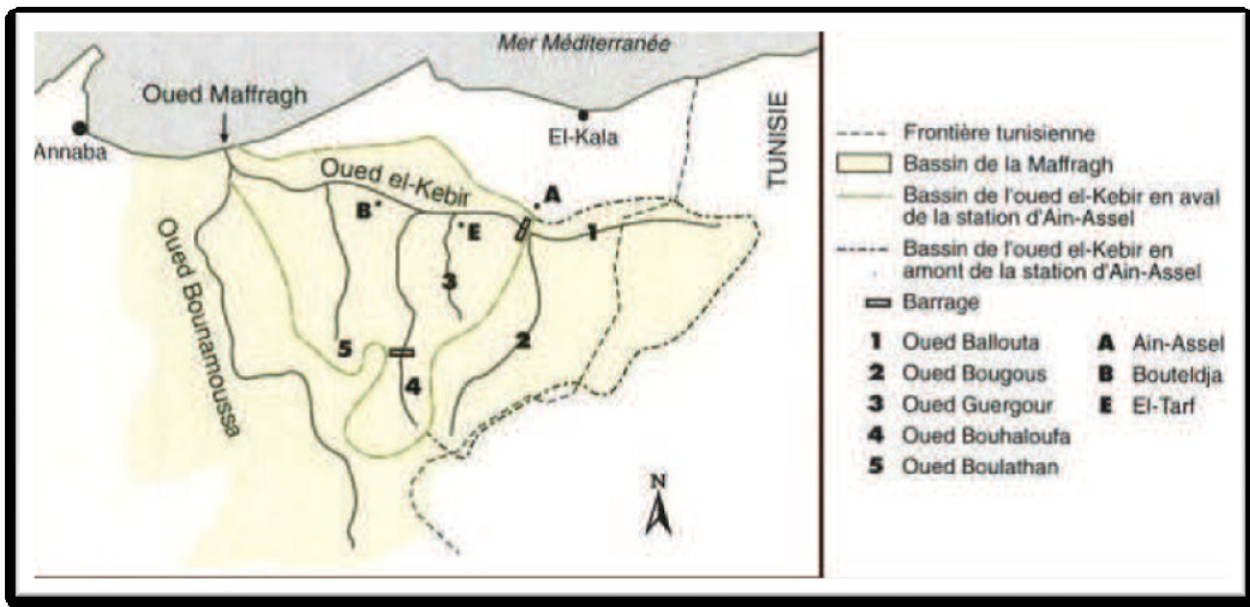 Mer Méditerranée
Oued Maffragh
Annaba
El-Kala
TUNISIE
Oued el-Kebir
A
B
E
1
Oued Bounamoussa
3
2
5
4
N
Frontière tunisienne
Bassin de la Maffragh
Bassin de l'oued el-Kebir en aval
de la station d'Ain-Assel
Bassin de l'oued el-Kebir en
amont de la station d'Ain-Assel
Barrage
1 Oued Ballouta
2 Oued Bougous
3 Oued Guergour
4 Oued Bouhaloufa
5 Oued Boulathan
A Ain-Assel
B Bouteldja
E El-Tarf